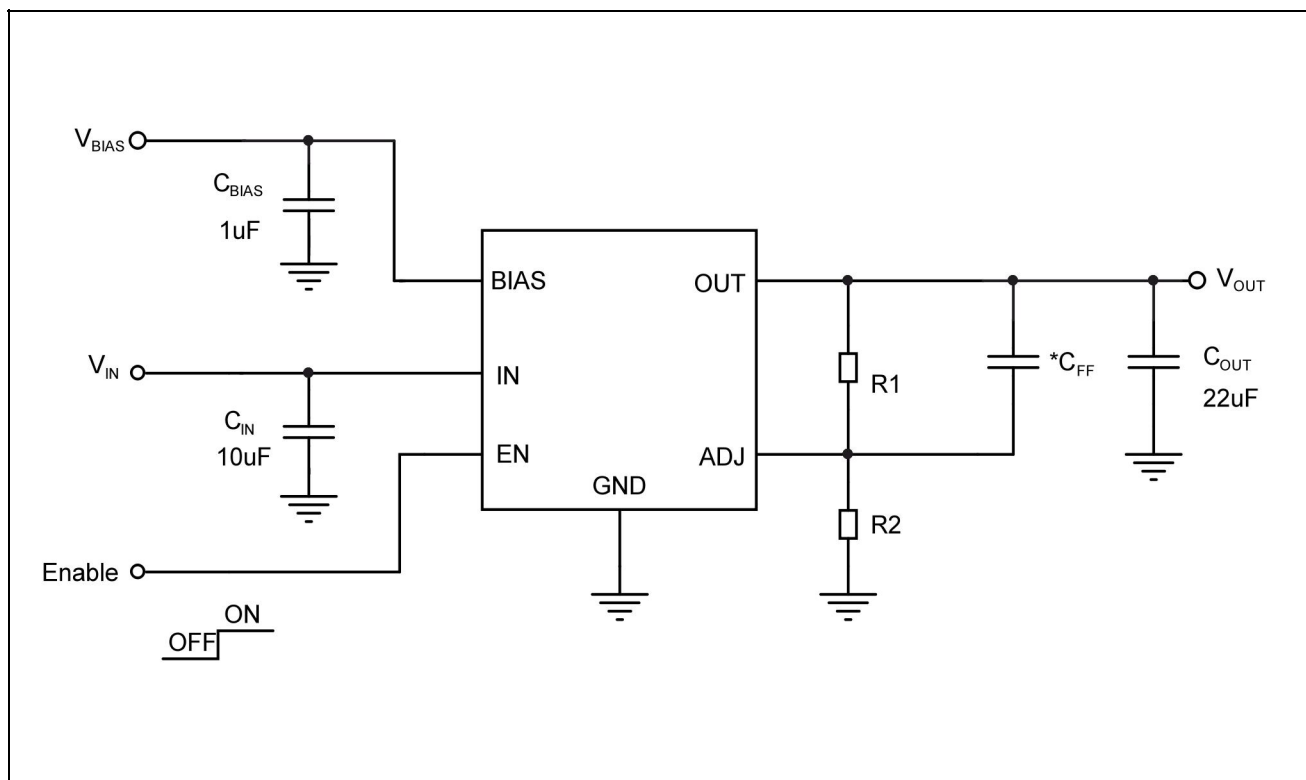 VBIAS
CBIAS
1uF
BIAS
OUT
VOUT
VIN
IN
R1
*CFF
COUT
22uF
CIN
10uF
EN
ADJ
GND
R2
Enable
ON
OFF